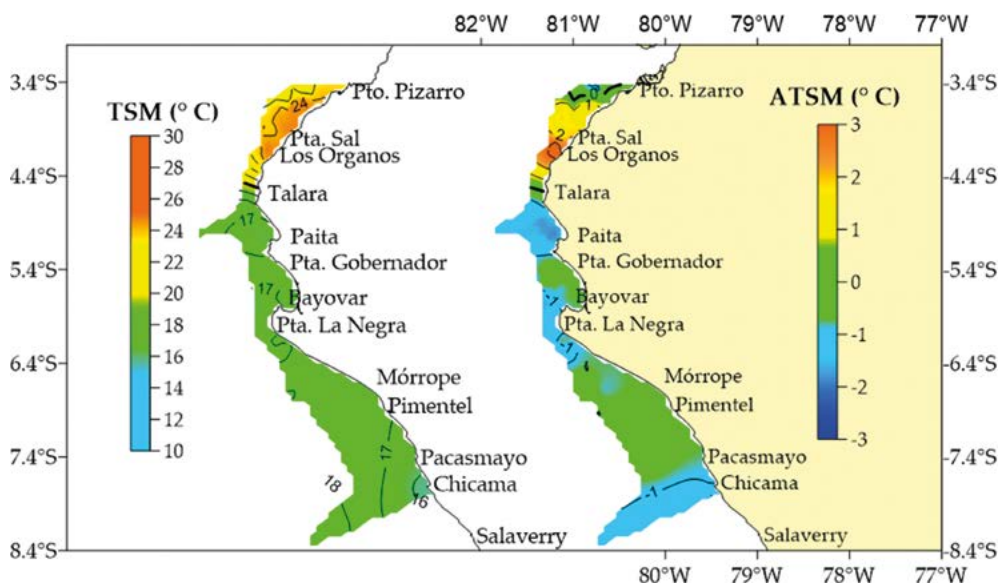 82°W 81°W 80°W 79°W 78°W 77°W
3.4°S
4.4°S
5.4°S
6.4°S
7.4°S
8.4°S
TSM (° C)
30
28
26
24
22
20
18
16
14
12
10
24
17
17
17
18
16
Pto. Pizarro
Pta. Sal
Los Organos
Talara
Paita
Pta. Gobernador
Bayovar
Pta. La Negra
Mórrope
Pimentel
Pacasmayo
Chicama
Salaverry
0
1
2
-1
-1
-1
Pto. Pizarro
Pta. Sal
Los Organos
Talara
Paita
Pta. Gobernador
Bayovar
Pta. La Negra
Mórrope
Pimentel
Pacasmayo
Chicama
Salaverry
ATSM (° C)
3
2
1
0
-1
-2
-3
-3.4°S
-4.4°S
-5.4°S
-6.4°S
-7.4°S
-8.4°S
80°W 79°W 78°W 77°W